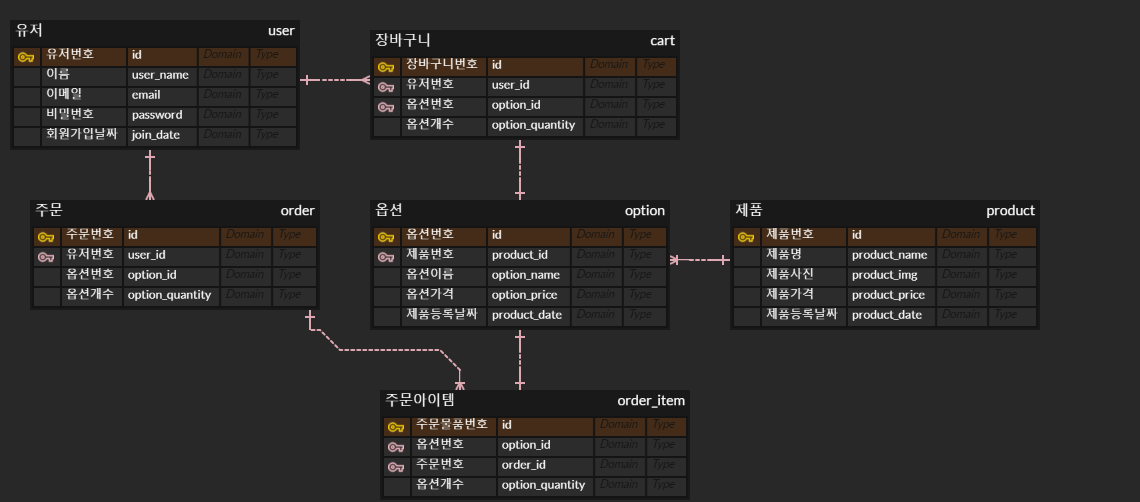 유저 user
유저번호 id Domain Type
이름 user_name Domain Type
이메일 email Domain Type
비밀번호 password Domain Type
회원가입날짜 join_date Domain Type
장바구니 cart
장바구니번호 id Domain Type
유저번호 user_id Domain Type
옵션번호 option_id Domain Type
옵션개수 option_quantity Domain Type
주문 order
주문번호 id Domain Type
유저번호 user_id Domain Type
옵션번호 option_id Domain Type
옵션개수 option_quantity Domain Type
옵션 option
옵션번호 id Domain Type
제품번호 product_id Domain Type
옵션이름 option_name Domain Type
옵션가격 option_price Domain Type
제품등록날짜 product_date Domain Type
제품 product
제품번호 id Domain Type
제품명 product_name Domain Type
제품사진 product_img Domain Type
제품가격 product_price Domain Type
제품등록날짜 product_date Domain Type
주문아이템 order_item
주문물품번호 id Domain Type
옵션번호 option_id Domain Type
주문번호 order_id Domain Type
옵션개수 option_quantity Domain Type